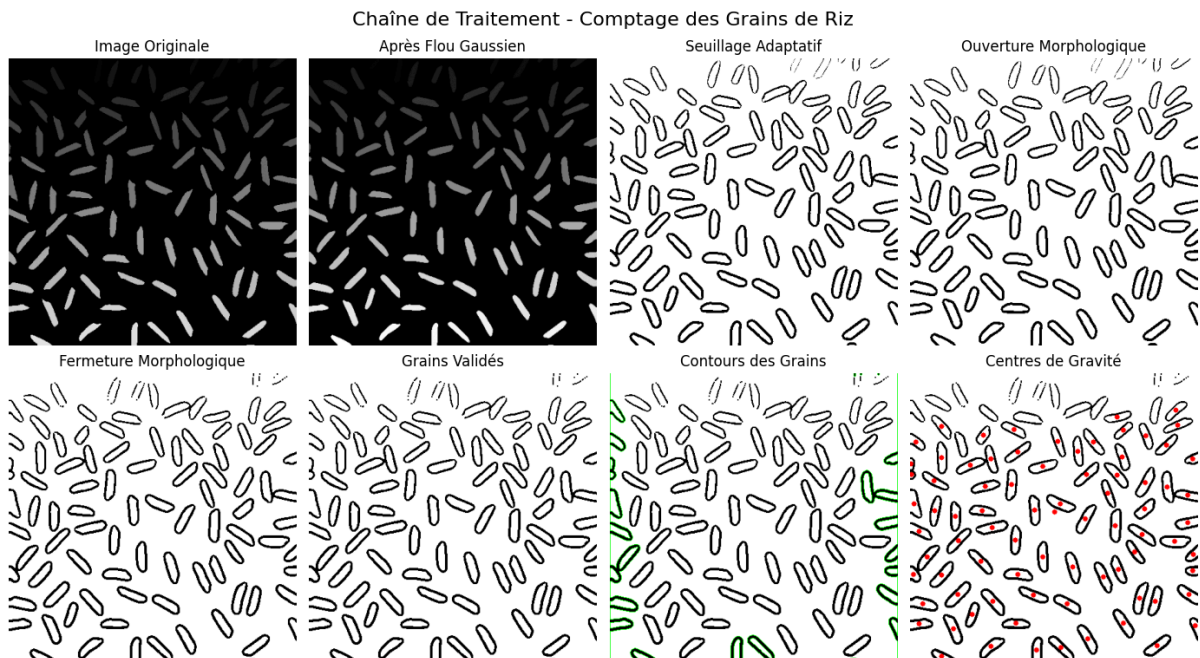 Chaîne de Traitement - Comptage des Grains de Riz
Image Originale
Après Flou Gaussien
Seuillage Adaptatif
Ouverture Morphologique
Fermeture Morphologique
Grains Validés
Contours des Grains
Centres de Gravité